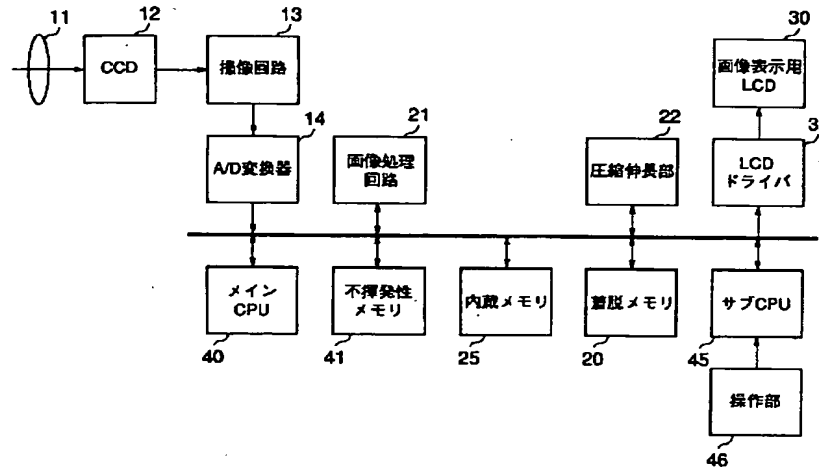 11
12
13
30
CCD
撮像回路
画像表示用
LCD
14
21
22
3
A/D変換器
画像処理
回路
圧縮伸長部
LCD
ドライバ
メイン
CPU
不揮発性
メモリ
内蔵メモリ
着脱メモリ
サブCPU
40
41
25
20
45
操作部
46